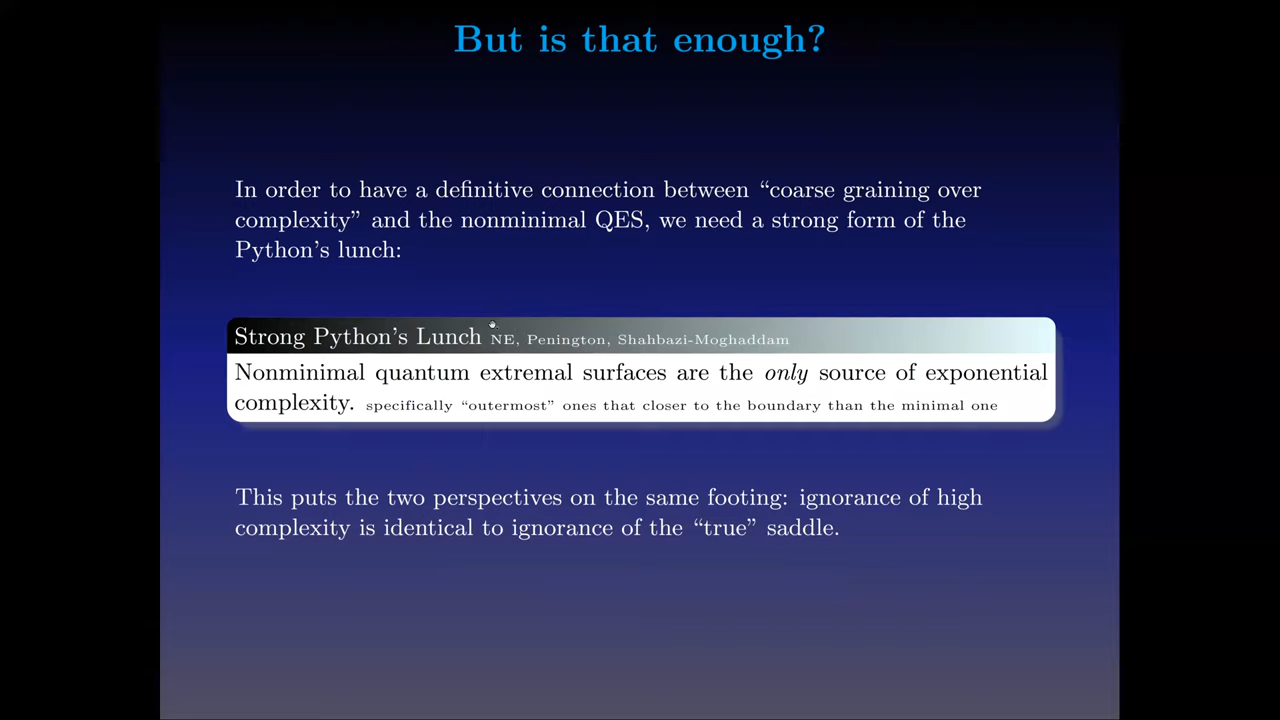 But is that enough?
In order to have a definitive connection between “coarse graining over
complexity” and the nonminimal QES, we need a strong form of the
Python’s lunch:
Strong Python’s Lunch NE, Penington, Shahbazi-Moghaddam
Nonminimal quantum extremal surfaces are the only source of exponential
complexity. specifically “outermost” ones that closer to the boundary than the minimal one
This puts the two perspectives on the same footing: ignorance of high
complexity is identical to ignorance of the “true” saddle.